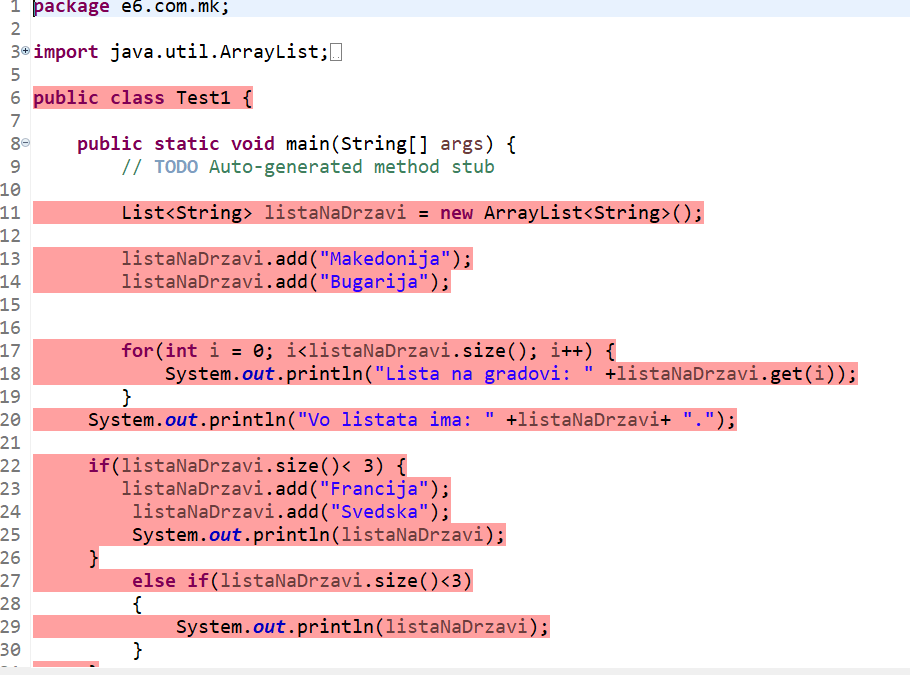 1 package e6.com.mk;
2
3 import java.util.ArrayList;
4
5
6 public class Test1 {
7
8 public static void main(String[] args) {
9 // TODO Auto-generated method stub
10
11 List<String> listaNaDrzavi = new ArrayList<String>();
12
13 listaNaDrzavi.add("Makedonija");
14 listaNaDrzavi.add("Bugarija");
15
16
17 for(int i = 0; i<listaNaDrzavi.size(); i++) {
18 System.out.println("Lista na gradovi: " +listaNaDrzavi.get(i));
19 }
20 System.out.println("Vo listata ima: " +listaNaDrzavi+ ".");
21
22 if(listaNaDrzavi.size()< 3) {
23 listaNaDrzavi.add("Francija");
24 listaNaDrzavi.add("Svedska");
25 System.out.println(listaNaDrzavi);
26 }
27 else if(listaNaDrzavi.size()<3)
28 {
29 System.out.println(listaNaDrzavi);
30 }